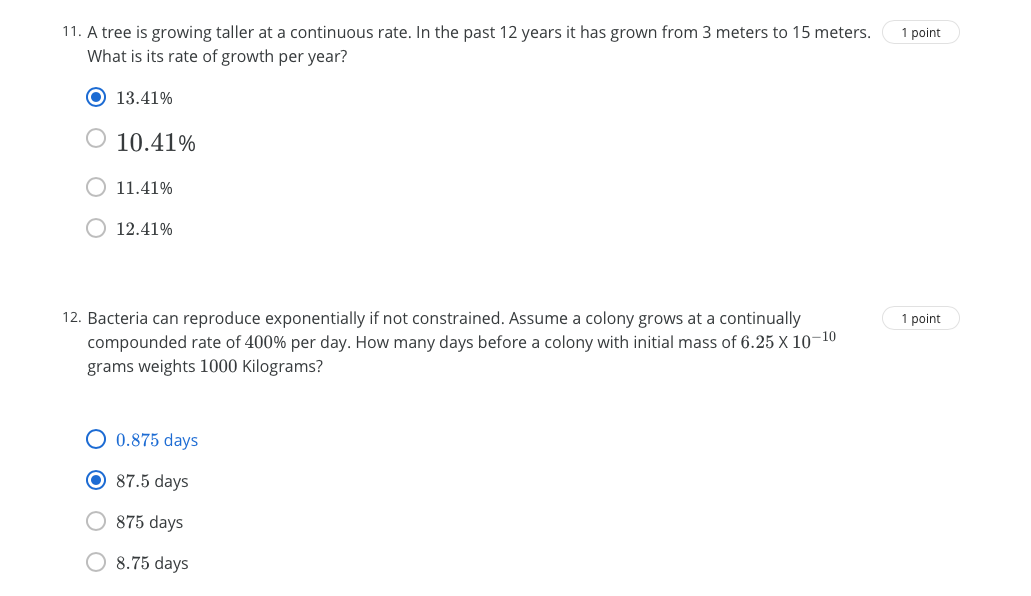 11. A tree is growing taller at a continuous rate. In the past 12 years it has grown from 3 meters to 15 meters. 1 point
What is its rate of growth per year?
13.41%
10.41%
11.41%
12.41%
12. Bacteria can reproduce exponentially if not constrained. Assume a colony grows at a continually 1 point
compounded rate of 400% per day. How many days before a colony with initial mass of 6.25 X 10⁻¹⁰
grams weights 1000 Kilograms?
0.875 days
87.5 days
875 days
8.75 days